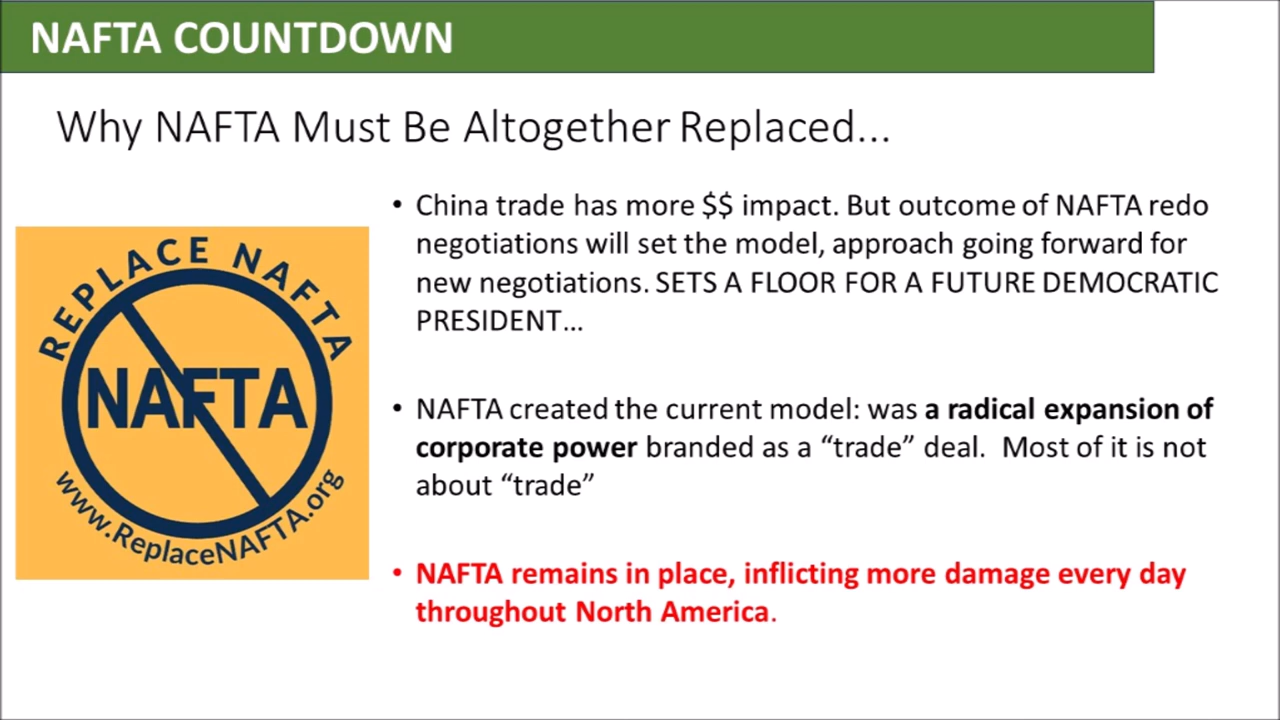 NAFTA COUNTDOWN
Why NAFTA Must Be Altogether Replaced...
REPLACE NAFTA
NAFTA
www.ReplaceNAFTA.org
• China trade has more $$ impact. But outcome of NAFTA redo
negotiations will set the model, approach going forward for
new negotiations. SETS A FLOOR FOR A FUTURE DEMOCRATIC
PRESIDENT…
• NAFTA created the current model: was a radical expansion of
corporate power branded as a “trade” deal.  Most of it is not
about “trade”
• NAFTA remains in place, inflicting more damage every day
throughout North America.